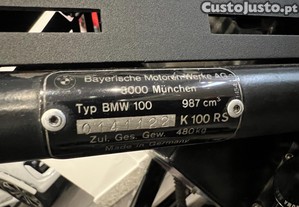 CustoJusto.pt
Bayerische Motoren Werke AG
8000 München
Typ BMW 100 987 cm³
0141122 K 100 RS
Zul. Ges. Gew. 480 kg
Made in Germany